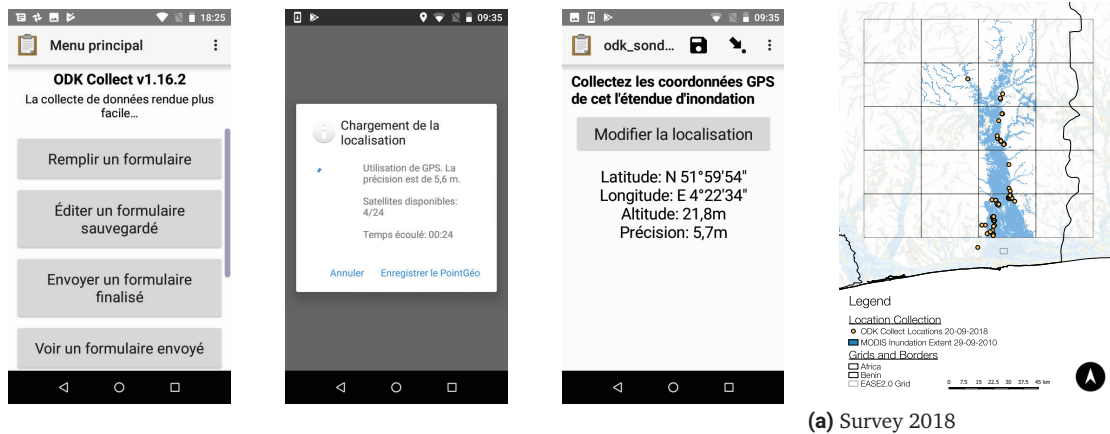 18:25
Menu principal
ODK Collect v1.16.2
La collecte de données rendue plus
facile...
Remplir un formulaire
Éditer un formulaire
sauvegardé
Envoyer un formulaire
finalisé
Voir un formulaire envoyé
09:35
Chargement de la
localisation
Utilisation de GPS. La
précision est de 5,6 m.
Satellites disponibles:
4/24
Temps écoulé: 00:24
Annuler Enregistrer le PointGéo
09:35
odk_sond...
Collectez les coordonnées GPS
de cet l'étendue d'inondation
Modifier la localisation
Latitude: N 51°59'54"
Longitude: E 4°22'34"
Altitude: 21,8m
Précision: 5,7m
Legend
Location Collection
ODK Collect Locations 20-09-2018
MODIS Inundation Extent 29-09-2010
Grids and Borders
Africa
Benin
EASE2.0 Grid
0 7.5 15 22.5 30 37.5 45 km
(a) Survey 2018